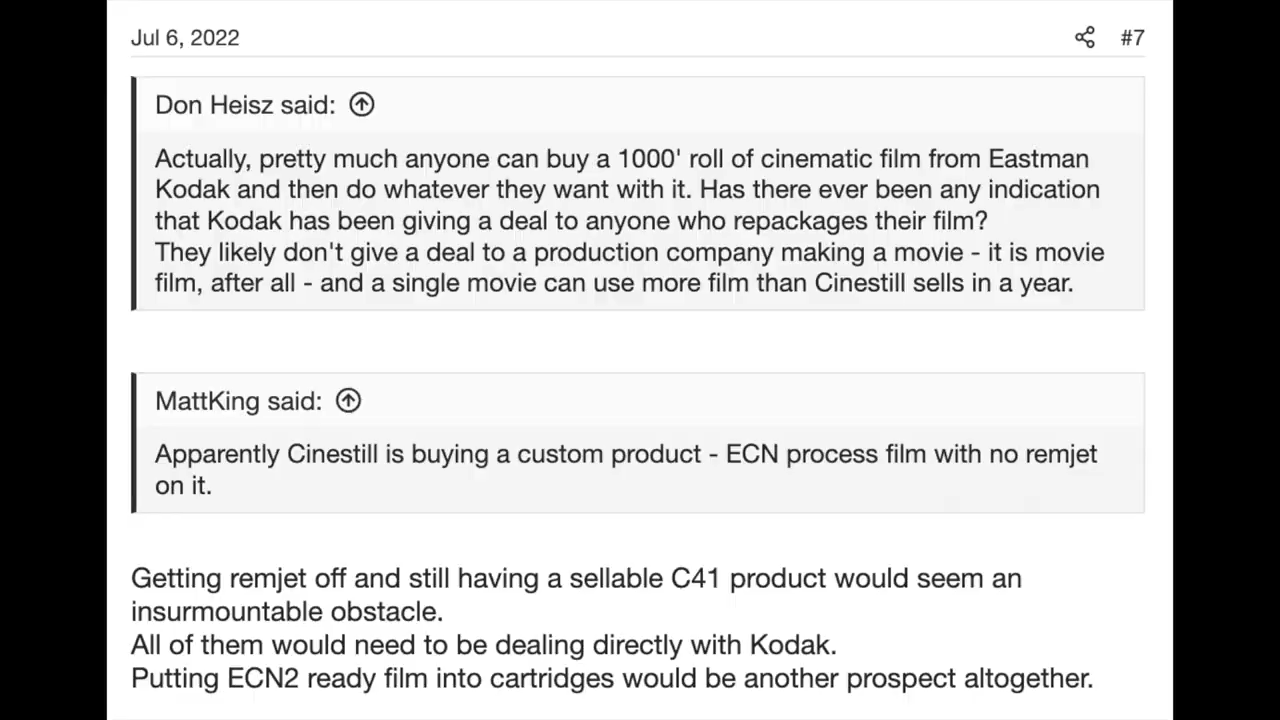 Jul 6, 2022 #7
Don Heisz said:
Actually, pretty much anyone can buy a 1000' roll of cinematic film from Eastman
Kodak and then do whatever they want with it. Has there ever been any indication
that Kodak has been giving a deal to anyone who repackages their film?
They likely don't give a deal to a production company making a movie - it is movie
film, after all - and a single movie can use more film than Cinestill sells in a year.
MattKing said:
Apparently Cinestill is buying a custom product - ECN process film with no remjet
on it.
Getting remjet off and still having a sellable C41 product would seem an
insurmountable obstacle.
All of them would need to be dealing directly with Kodak.
Putting ECN2 ready film into cartridges would be another prospect altogether.